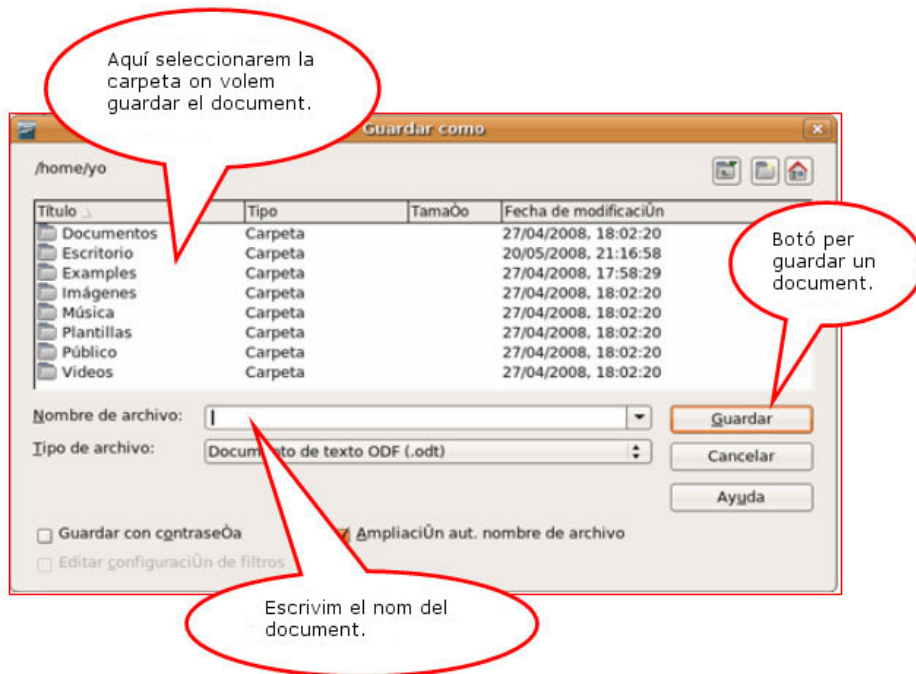 Aquí seleccionarem la
carpeta on volem
guardar el document.
Guardar como
/home/yo
Título Tipo TamaÒo Fecha de modificaciÛn
Documentos Carpeta 27/04/2008, 18:02:20
Escritorio Carpeta 20/05/2008, 21:16:58
Examples Carpeta 27/04/2008, 17:58:29
Imágenes Carpeta 27/04/2008, 18:02:20
Música Carpeta 27/04/2008, 18:02:20
Plantillas Carpeta 27/04/2008, 18:02:20
Público Carpeta 27/04/2008, 18:02:20
Videos Carpeta 27/04/2008, 18:02:20
Botó per
guardar un
document.
Nombre de archivo:
Guardar
Tipo de archivo: Documento de texto ODF (.odt)
Cancelar
Ayuda
Guardar con contraseÒa AmpliaciÛn aut. nombre de archivo
Editar configuraciÛn de filtros
Escrivim el nom del
document.